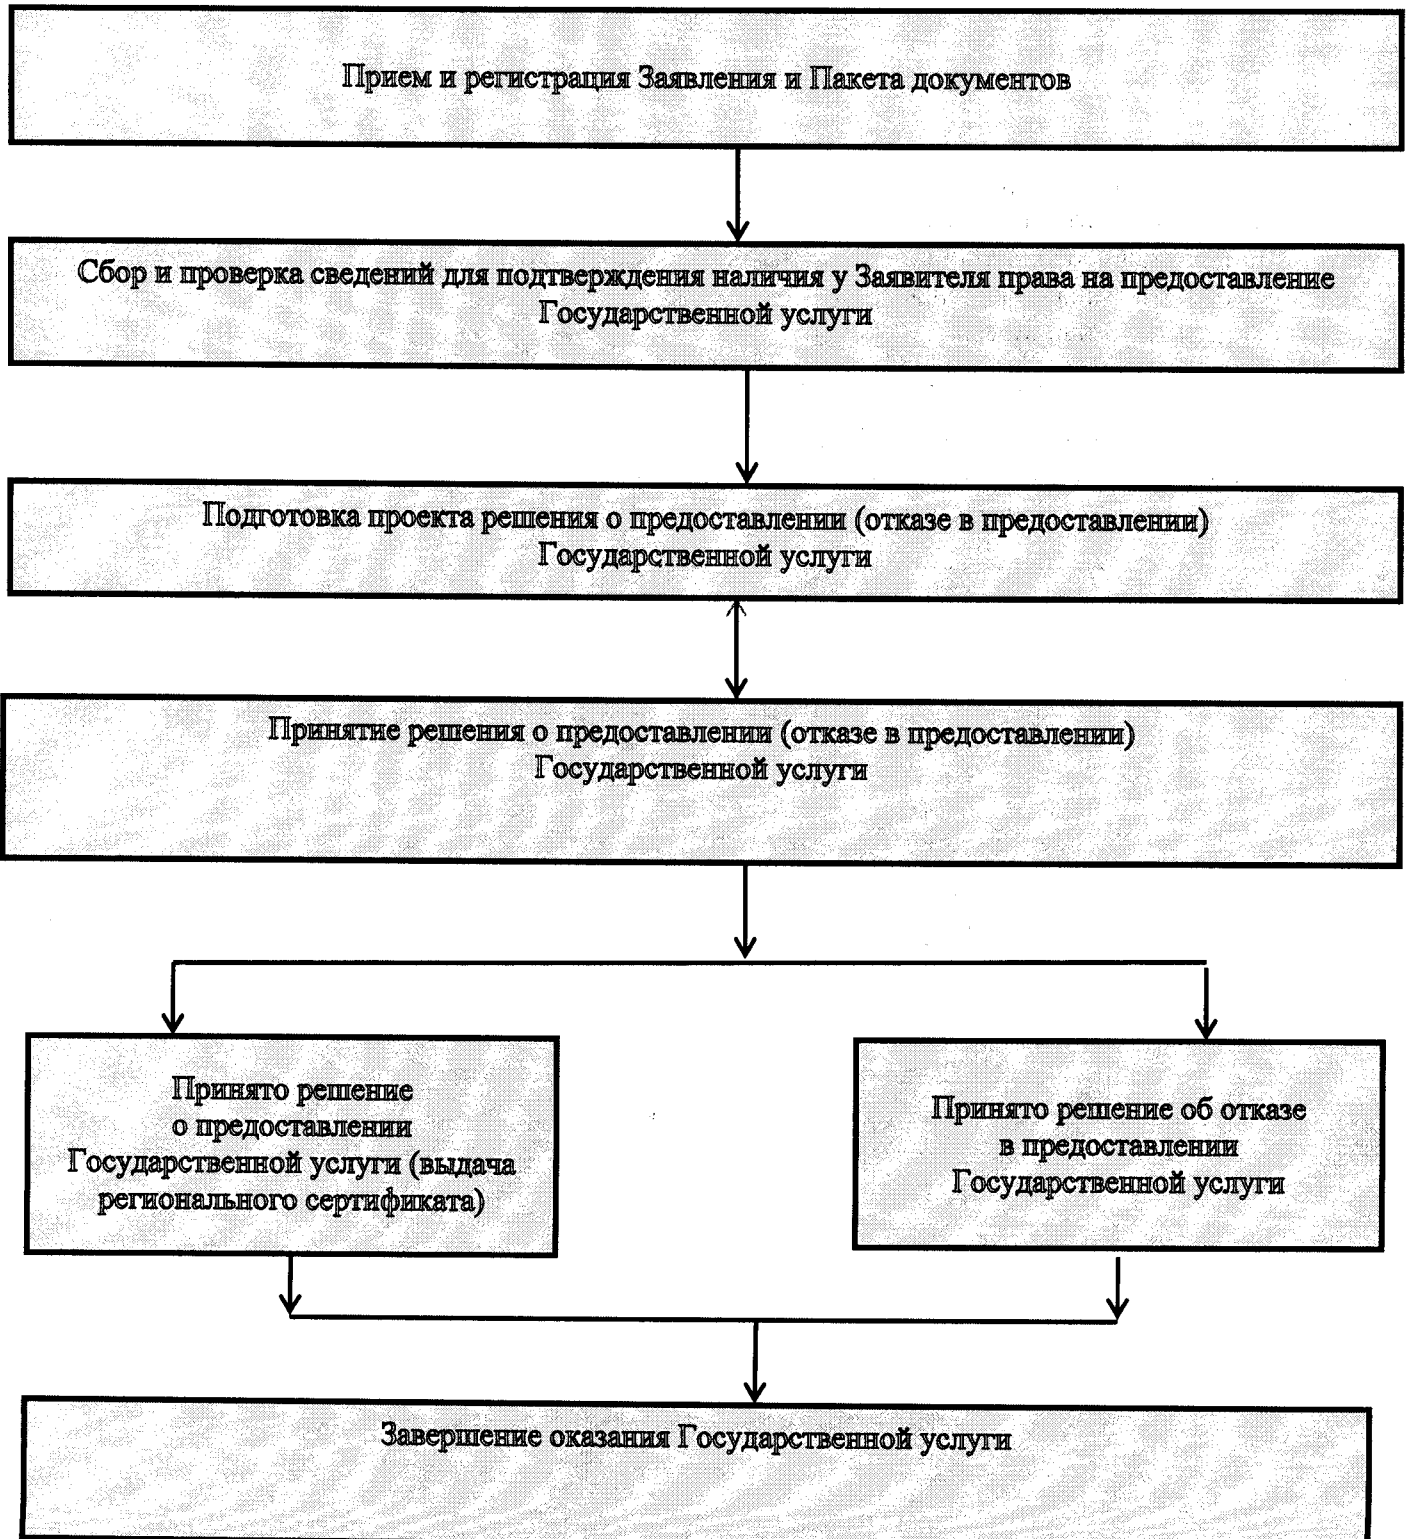 Прием и регистрация Заявления и Пакета документов
Сбор и проверка сведений для подтверждения наличия у Заявителя права на предоставление
Государственной услуги
Подготовка проекта решения о предоставлении (отказе в предоставлении)
Государственной услуги
Принятие решения о предоставлении (отказе в предоставлении)
Государственной услуги
Принято решение
о предоставлении
Государственной услуги (выдача
регионального сертификата)
Принято решение об отказе
в предоставлении
Государственной услуги
Завершение оказания Государственной услуги